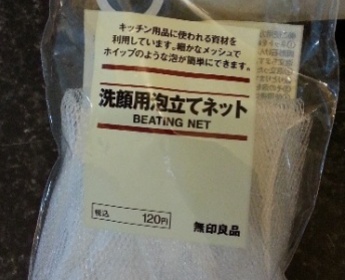 キッチン用品に使われる資材を
利用しています。細かなメッシュで
ホイップのような泡が簡単にできます。
洗顔用泡立てネット
BEATING NET
税込 120円
無印良品